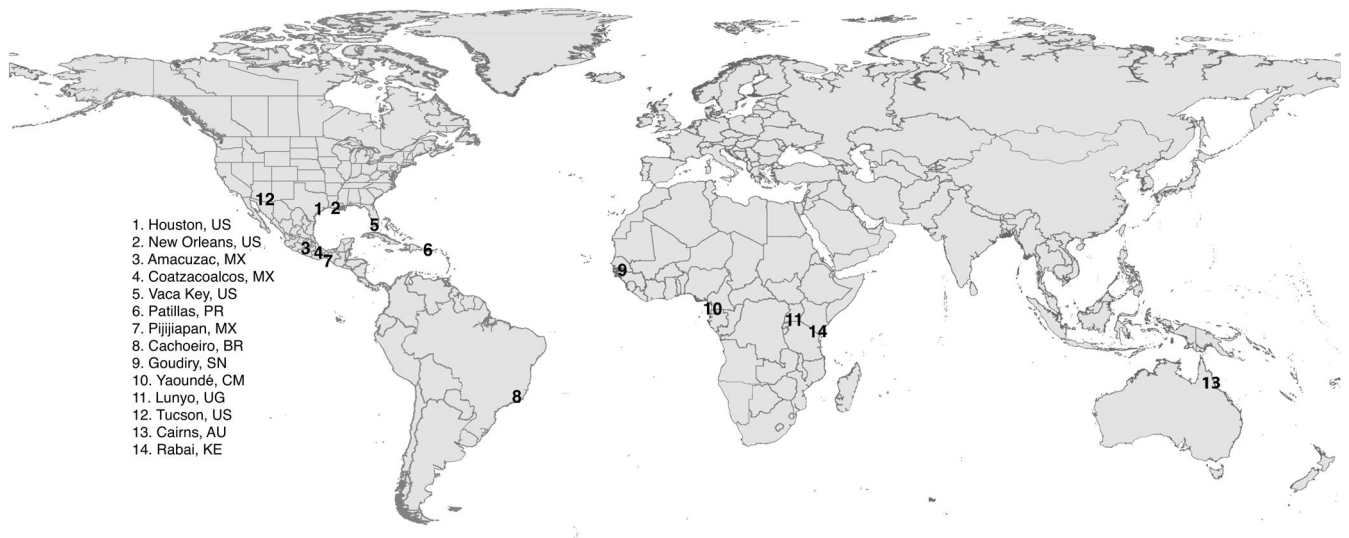 12
1
2
5
3
4
7
6
9
10
11
14
8
13
1. Houston, US
2. New Orleans, US
3. Amacuzac, MX
4. Coatzacoalcos, MX
5. Vaca Key, US
6. Patillas, PR
7. Pijijiapan, MX
8. Cachoeiro, BR
9. Goudiry, SN
10. Yaoundé, CM
11. Lunyo, UG
12. Tucson, US
13. Cairns, AU
14. Rabai, KE